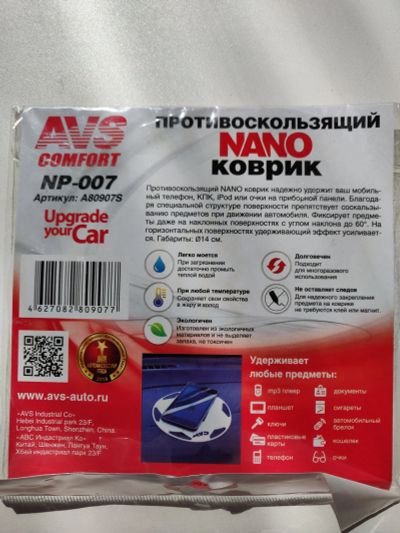 AVS
COMFORT
NP-007
Артикул: A80907S
Upgrade
your Car
4 627082 809077
ПРОТИВОСКОЛЬЗЯЩИЙ
NANO
КОВРИК
Противоскользящий NANO коврик надежно удержит ваш мобиль-
ный телефон, КПК, iPod или очки на приборной панели. Благода-
ря специальной структуре поверхности препятствует соскальзы-
ванию предметов при движении автомобиля. Фиксирует предме-
ты даже на наклонных поверхностях с углом наклона до 60°. На
горизонтальных поверхностях удерживающий эффект усиливает-
ся. Габариты: Ø14 см.
Легко моется
При загрязнении
достаточно промыть
теплой водой
При любой температуре
Сохраняет свои свойства
в жару и холод
Экологичен
Изготовлен из экологичных
материалов и не выделяет
запаха, не токсичен
Долговечен
Подходит
для многоразового
использования
Не оставляет следов
Для надежного закрепления
предмета на коврике
не требуются клей или магнит.
www.avs-auto.ru
«AVS Industrial Co»
Hebei Industrial park 23/F,
Longhua Town, Shenzhen, China.
«АВС Индастриал Ко»
Китай, Шенжен, Лангуа Таун,
Хбэй индастриал парк 23/F
Удерживает
любые предметы:
mp3 плеер
планшет
ключи
пластиковые
карты
телефон
документы
сигареты
автомобильный
брелок
кошелек
очки